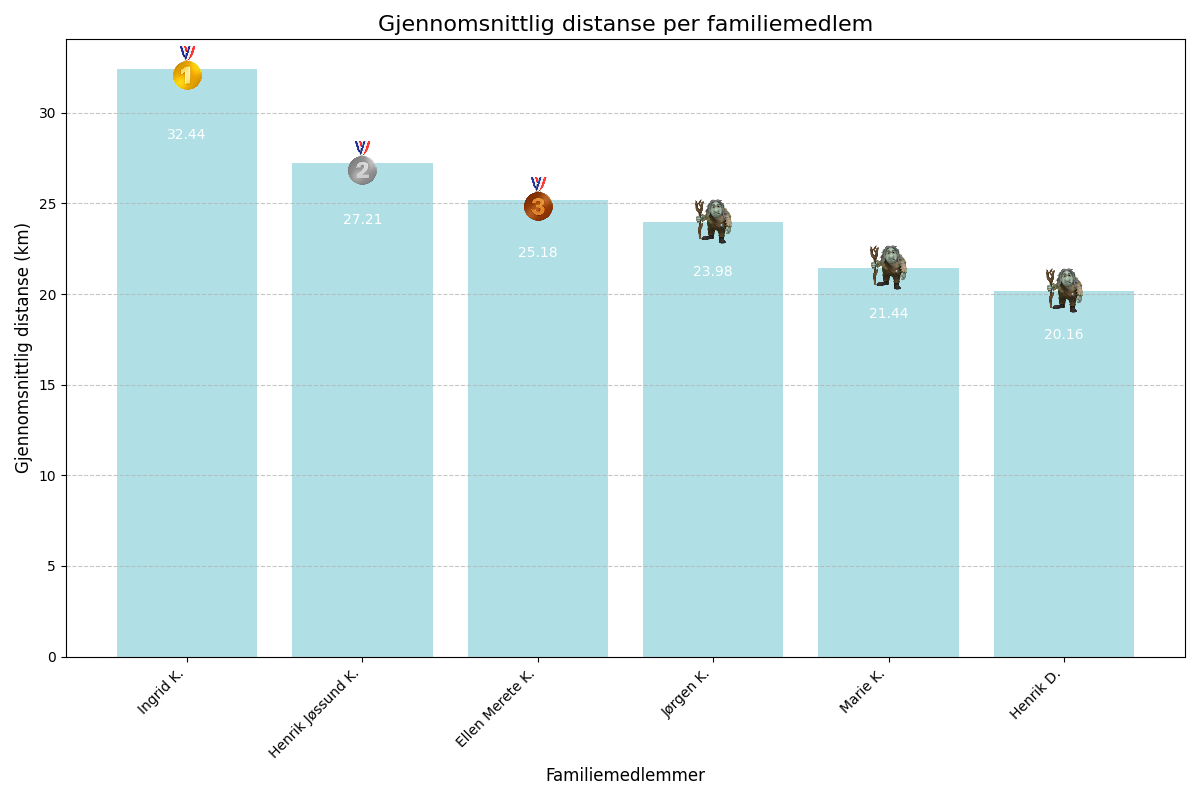 Gjennomsnittlig distanse per familiemedlem
Gjennomsnittlig distanse (km)
30
25
20
15
10
5
0
1
2
3
32.44
27.21
25.18
23.98
21.44
20.16
Ingrid K.
Henrik Jøssund K.
Ellen Merete K.
Jørgen K.
Marie K.
Henrik D.
Familiemedlemmer